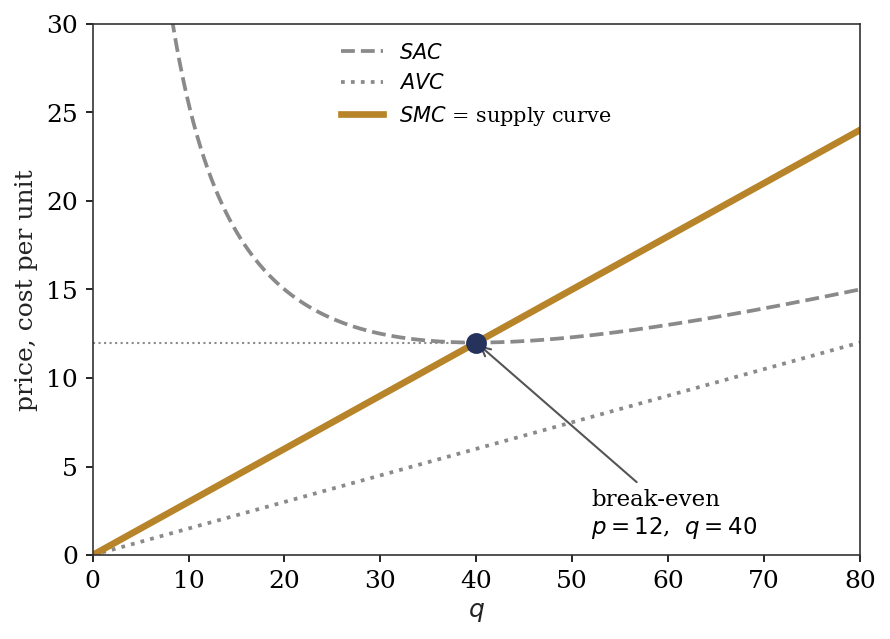 30
25
20
15
10
5
0
price, cost per unit
SAC
AVC
SMC = supply curve
break-even
p = 12, q = 40
0 10 20 30 40 50 60 70 80
q